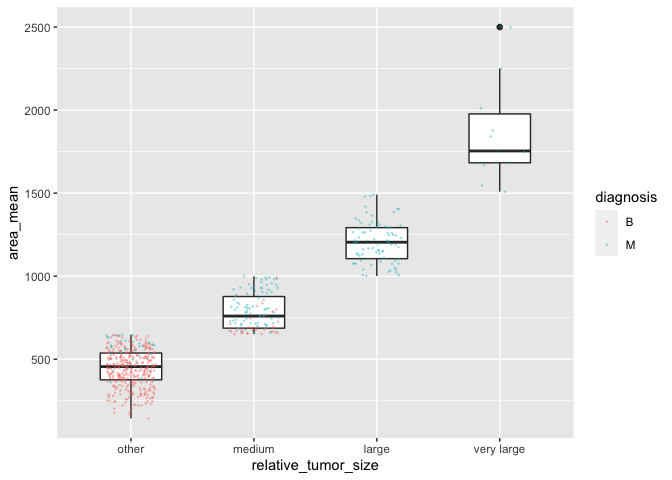 2500
2000
1500
1000
500
area_mean
other medium large very large
relative_tumor_size
diagnosis
B
M